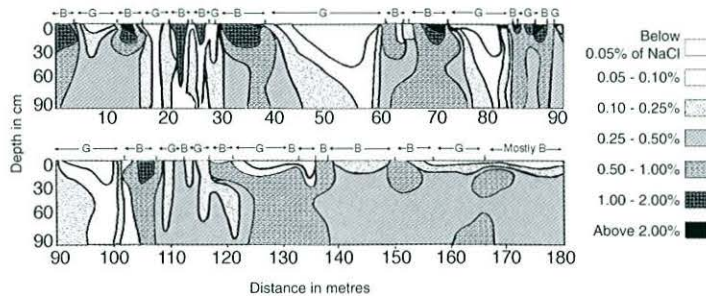 B G B G B B B G B B G B G B G
Depth in cm
0
30
60
90
10 20 30 40 50 60 70 80 90
G B G B G B G B B B B G Mostly B
0
30
60
90
90 100 110 120 130 140 150 160 170 180
Distance in metres
Below
0.05% of NaCl
0.05 - 0.10%
0.10 - 0.25%
0.25 - 0.50%
0.50 - 1.00%
1.00 - 2.00%
Above 2.00%